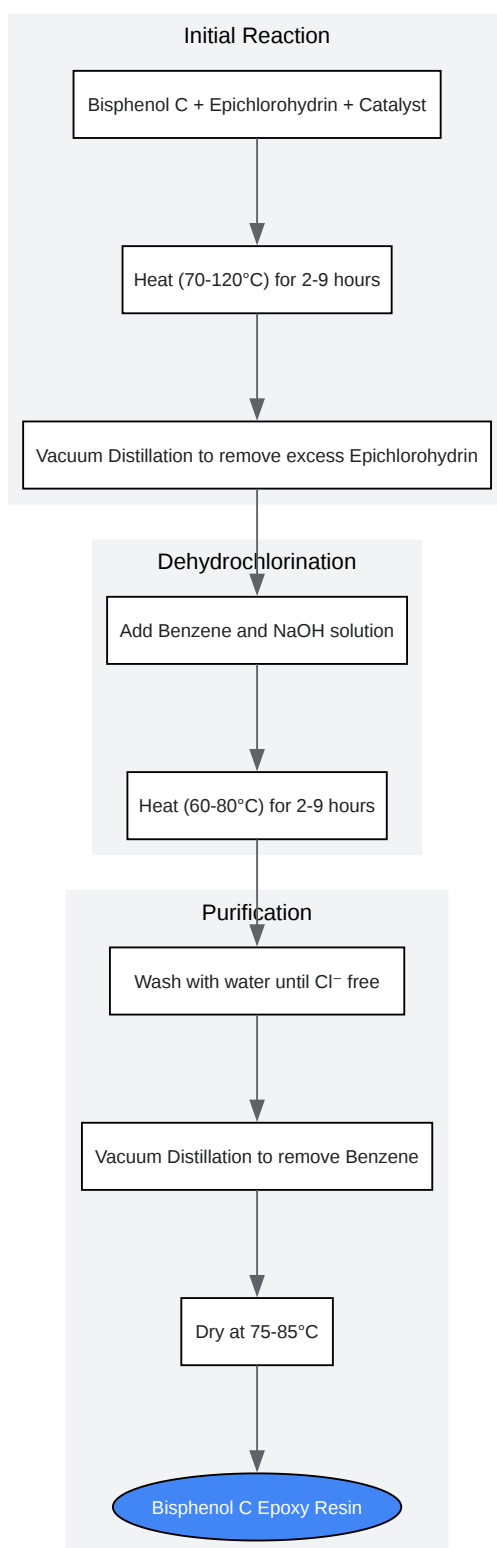 Initial Reaction
Bisphenol C + Epichlorohydrin + Catalyst
Heat (70-120°C) for 2-9 hours
Vacuum Distillation to remove excess Epichlorohydrin
Dehydrochlorination
Add Benzene and NaOH solution
Heat (60-80°C) for 2-9 hours
Purification
Wash with water until Cl⁻ free
Vacuum Distillation to remove Benzene
Dry at 75-85°C
Bisphenol C Epoxy Resin